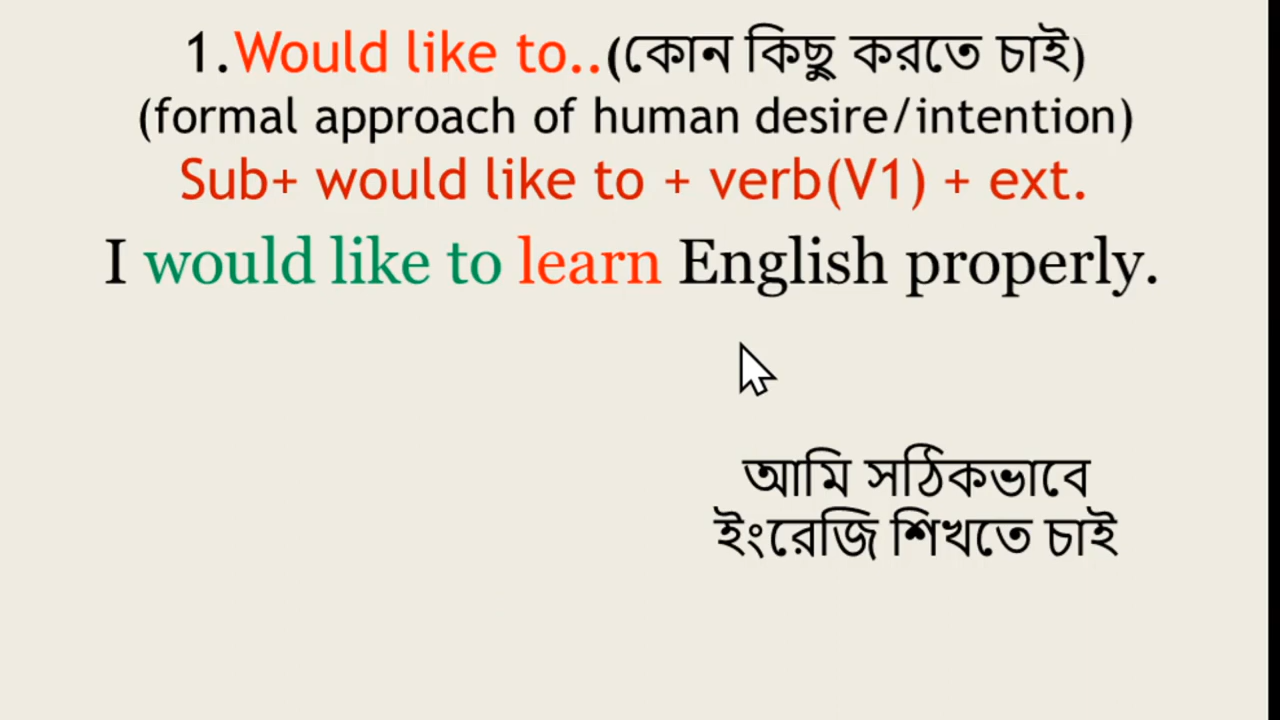 1.Would like to..(কোন কিছু করতে চাই)
(formal approach of human desire/intention)
Sub+ would like to + verb(V1) + ext.
I would like to learn English properly.
আমি সঠিকভাবে
ইংরেজি শিখতে চাই